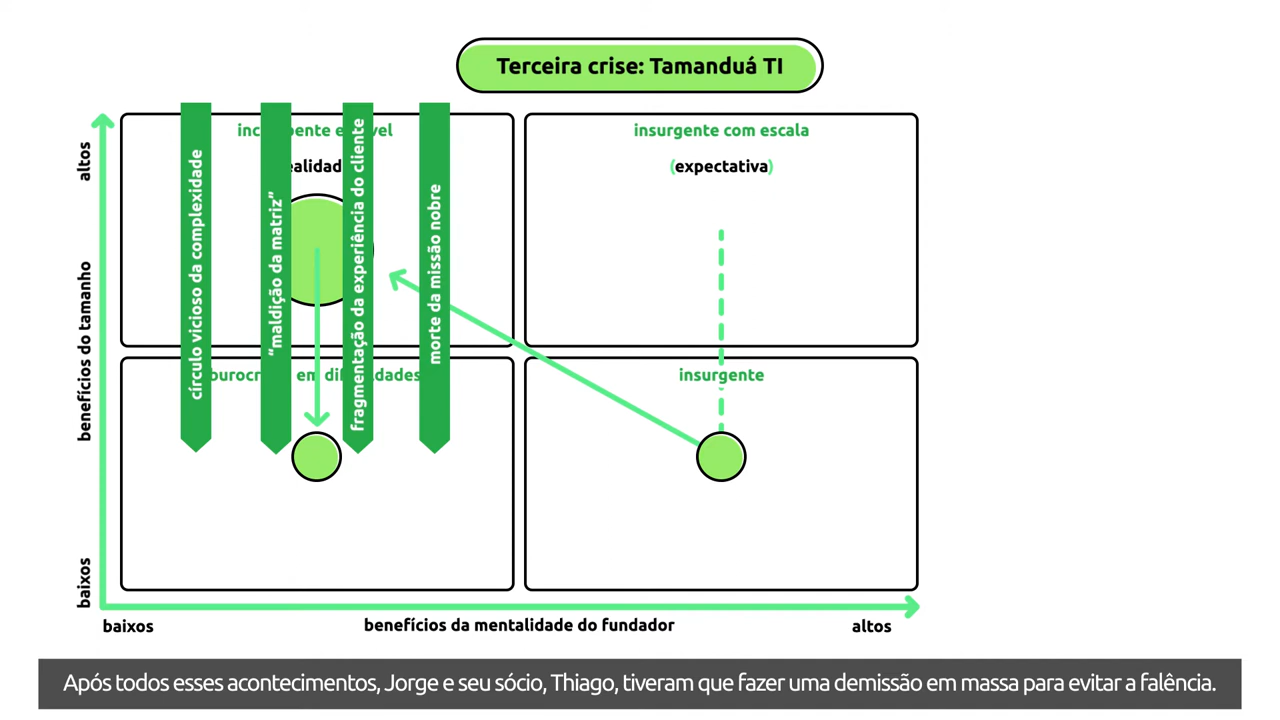 Terceira crise: Tamanduá TI
insurgente com escala
(expectativa)
círculo vicioso da complexidade
"maldição da matriz"
fragmentação da experiência do cliente
morte da missão nobre
em
insurgente
altos
benefícios do tamanho
baixos
baixos
benefícios da mentalidade do fundador
altos
Após todos esses acontecimentos, Jorge e seu sócio, Thiago, tiveram que fazer uma demissão em massa para evitar a falência.